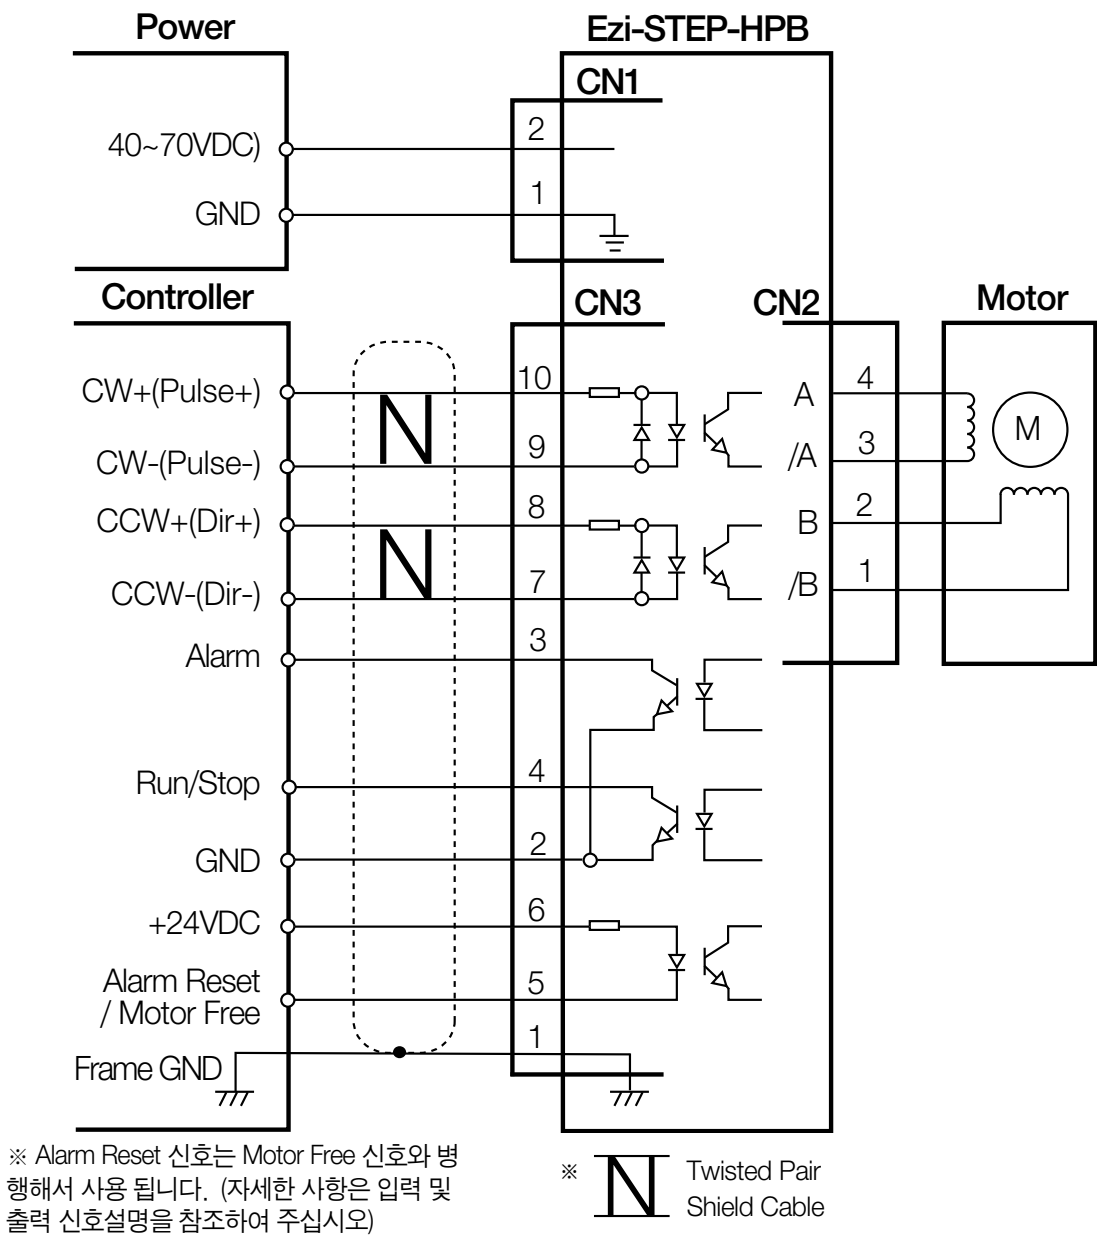 Power
Ezi-STEP-HPB
CN1
40~70VDC)
2
GND
1
Controller
CN3
CN2
Motor
CW+(Pulse+)
10
A
4
M
CW-(Pulse-)
9
/A
3
CCW+(Dir+)
8
B
2
CCW-(Dir-)
7
/B
1
Alarm
3
Run/Stop
4
GND
2
+24VDC
6
Alarm Reset
/ Motor Free
5
Frame GND
1
N
N
※ Alarm Reset 신호는 Motor Free 신호와 병
행해서 사용 됩니다. (자세한 사항은 입력 및
출력 신호설명을 참조하여 주십시오)
※ N Twisted Pair
Shield Cable